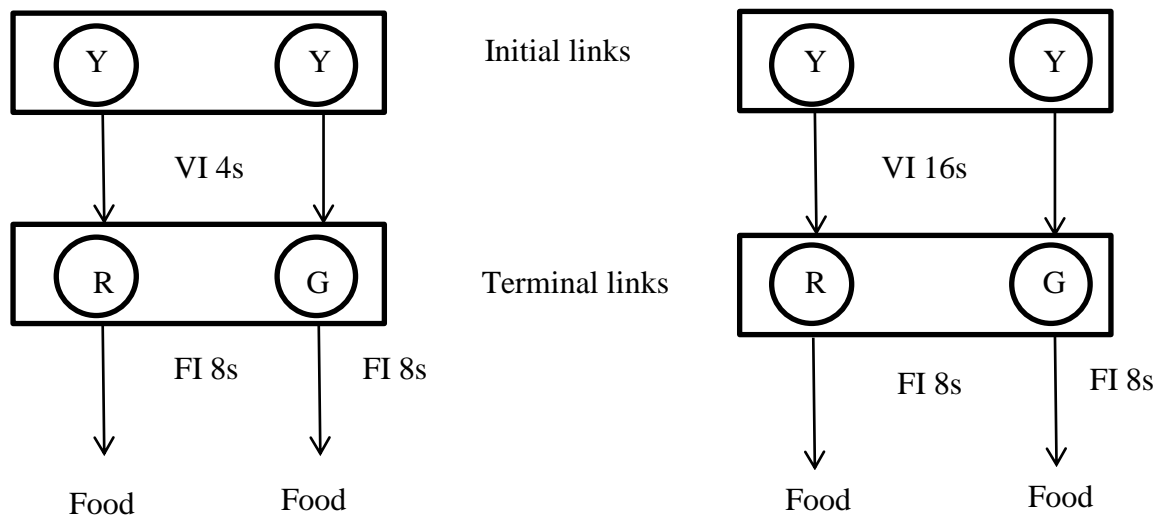 Y Y Initial links Y Y
VI 4s VI 16s
R G Terminal links R G
FI 8s FI 8s FI 8s FI 8s
Food Food Food Food